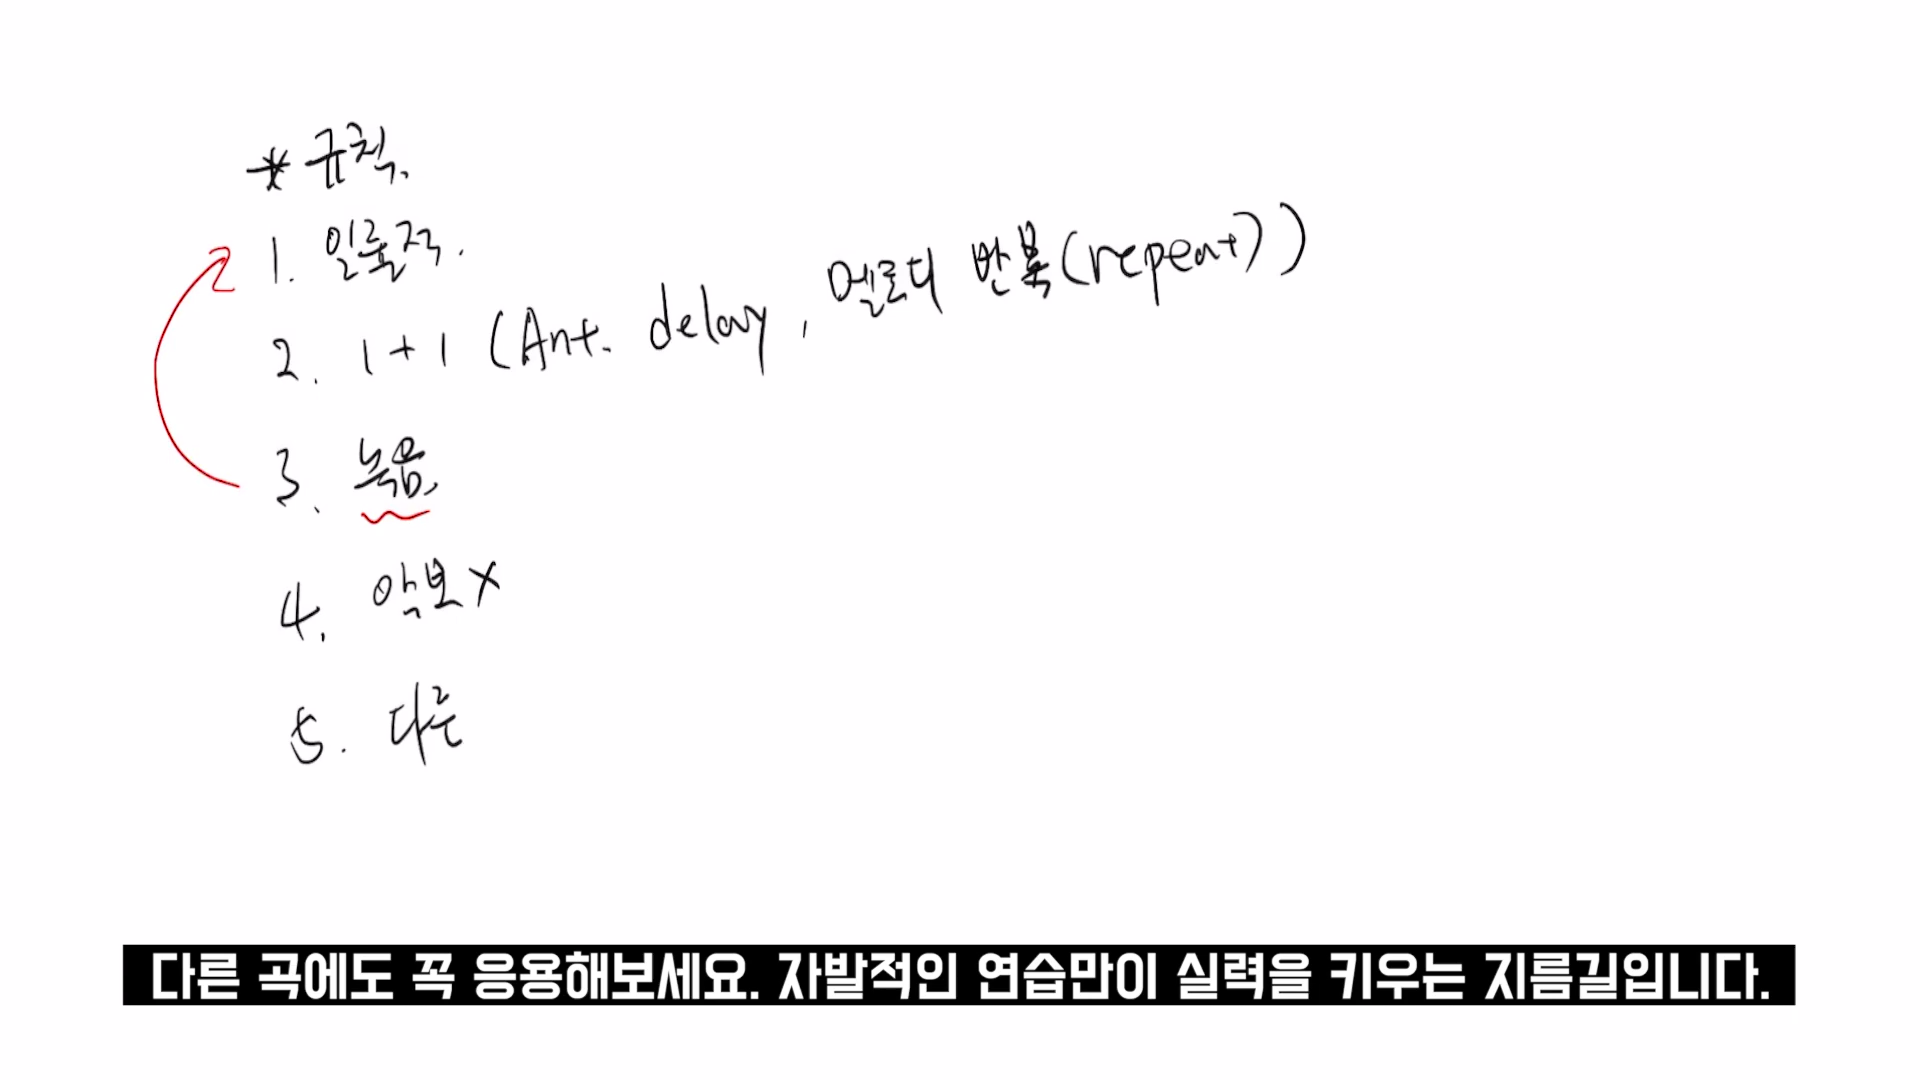 * 규칙.
1. 일률적.
2. 1+1 (Ant. delay, 멜로디 반복(repeat))
3. 녹음.
4. 악보 X
5. 다른
다른 곡에도 꼭 응용해보세요. 자발적인 연습만이 실력을 키우는 지름길입니다.